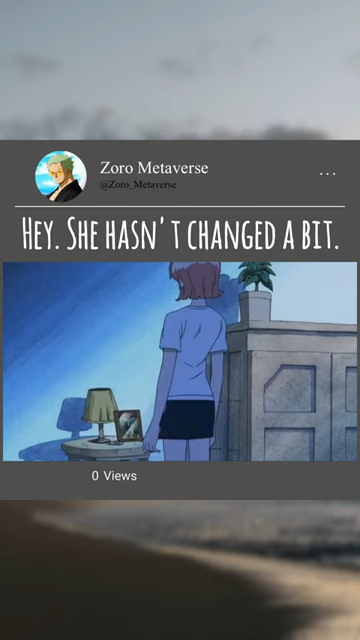 Zoro Metaverse
@Zoro_Metaverse
...
HEY. SHE HASN'T CHANGED A BIT.
0 Views